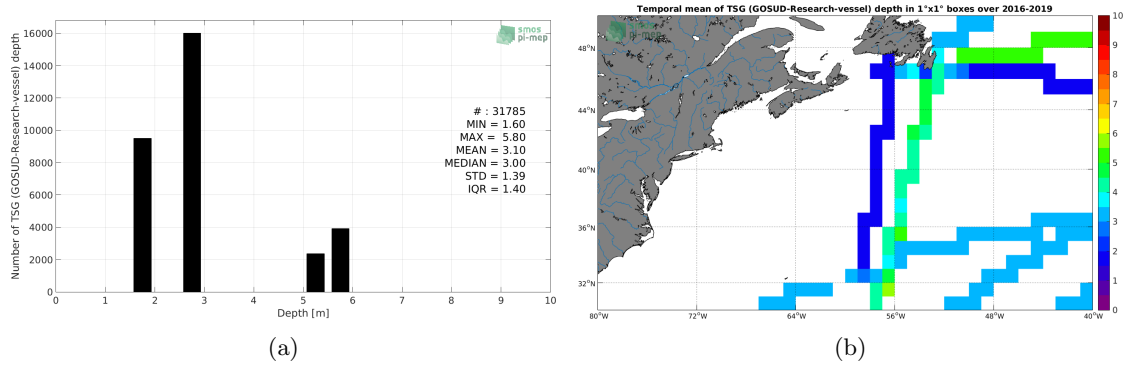 smos
pi-mep
16000
14000
12000
10000
8000
6000
4000
2000
0
Number of TSG (GOSUD-Research-vessel) depth
# : 31785
MIN = 1.60
MAX = 5.80
MEAN = 3.10
MEDIAN = 3.00
STD = 1.39
IQR = 1.40
0 1 2 3 4 5 6 7 8 9 10
Depth [m]
(a)
Temporal mean of TSG (GOSUD-Research-vessel) depth in 1°x1° boxes over 2016-2019
smos
pi-mep
48°N
44°N
40°N
36°N
32°N
80°W 72°W 64°W 56°W 48°W 40°W
10
9
8
7
6
5
4
3
2
1
0
(b)